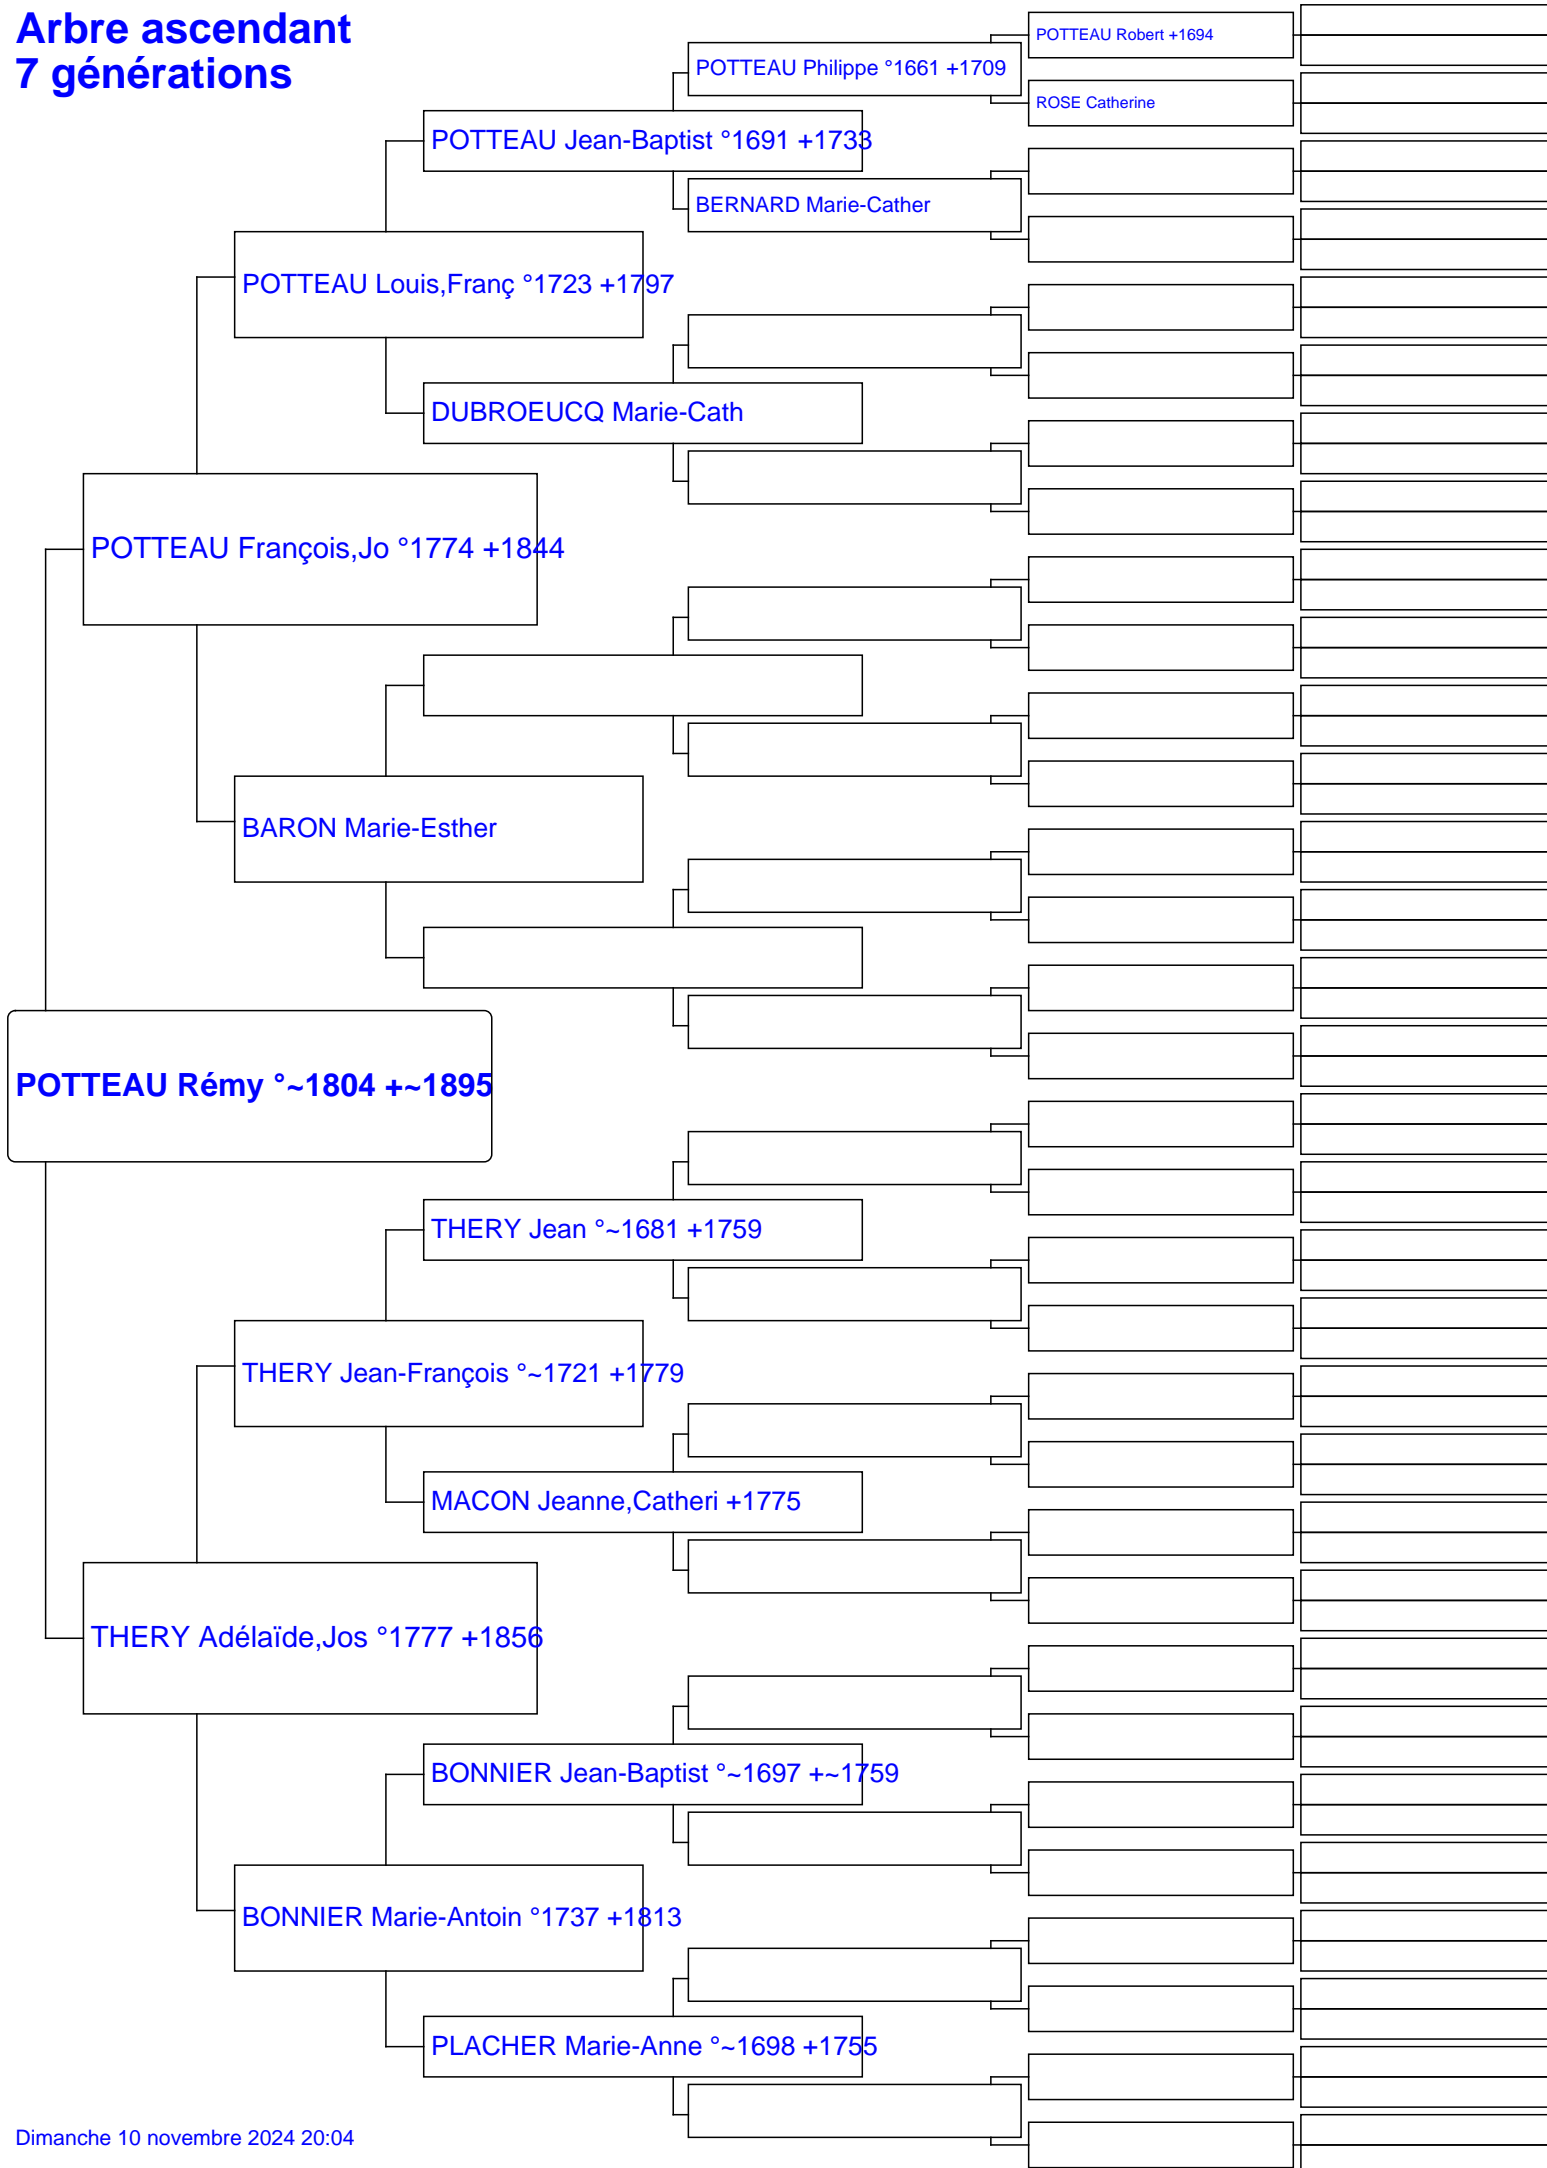 Arbre ascendant
7 générations
POTTEAU Robert +1694
POTTEAU Philippe °1661 +1709
ROSE Catherine
POTTEAU Jean-Baptist °1691 +1733
BERNARD Marie-Cather
POTTEAU Louis,Franç °1723 +1797
DUBROEUCQ Marie-Cath
POTTEAU François,Jo °1774 +1844
BARON Marie-Esther
POTTEAU Rémy °~1804 +~1895
THERY Jean °~1681 +1759
THERY Jean-François °~1721 +1779
MACON Jeanne,Catheri +1775
THERY Adélaïde,Jos °1777 +1856
BONNIER Jean-Baptist °~1697 +~1759
BONNIER Marie-Antoin °1737 +1813
PLACHER Marie-Anne °~1698 +1755
Dimanche 10 novembre 2024 20:04